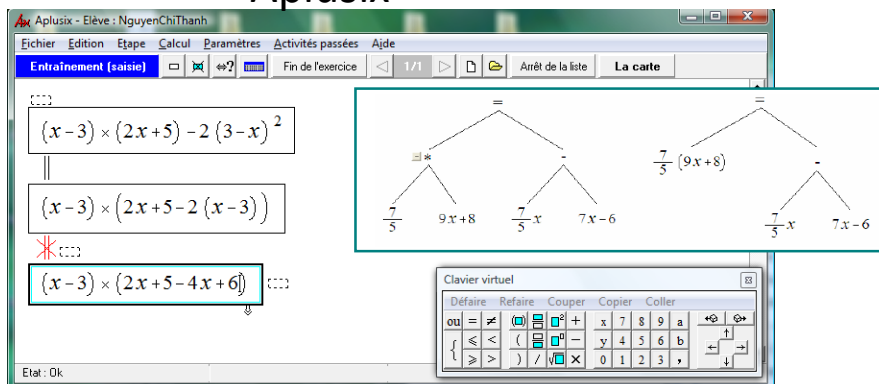 Aplusix
Aplusix - Elève : NguyenChiThanh
Fichier Edition Etape Calcul Paramètres Activités passées Aide
Entraînement (saisie) ⇔? Fin de l'exercice 1/1 Arrêt de la liste La carte
(x−3) × (2x+5) − 2 (3−x)²
(x−3) × (2x+5−2 (x−3))
(x−3) × (2x+5−4x+6)
= =
* - 7/5 (9x+8) -
7/5 9x+8 7/5 x 7x−6 7/5 x 7x−6
Clavier virtuel
Défaire Refaire Couper Copier Coller
ou = ≠ (□) □² + x 7 8 9 a
{ ⩽ < ( □⁰ − y 4 5 6 b
⩾ > ) / √□ × 0 1 2 3 ,
Etat : Ok